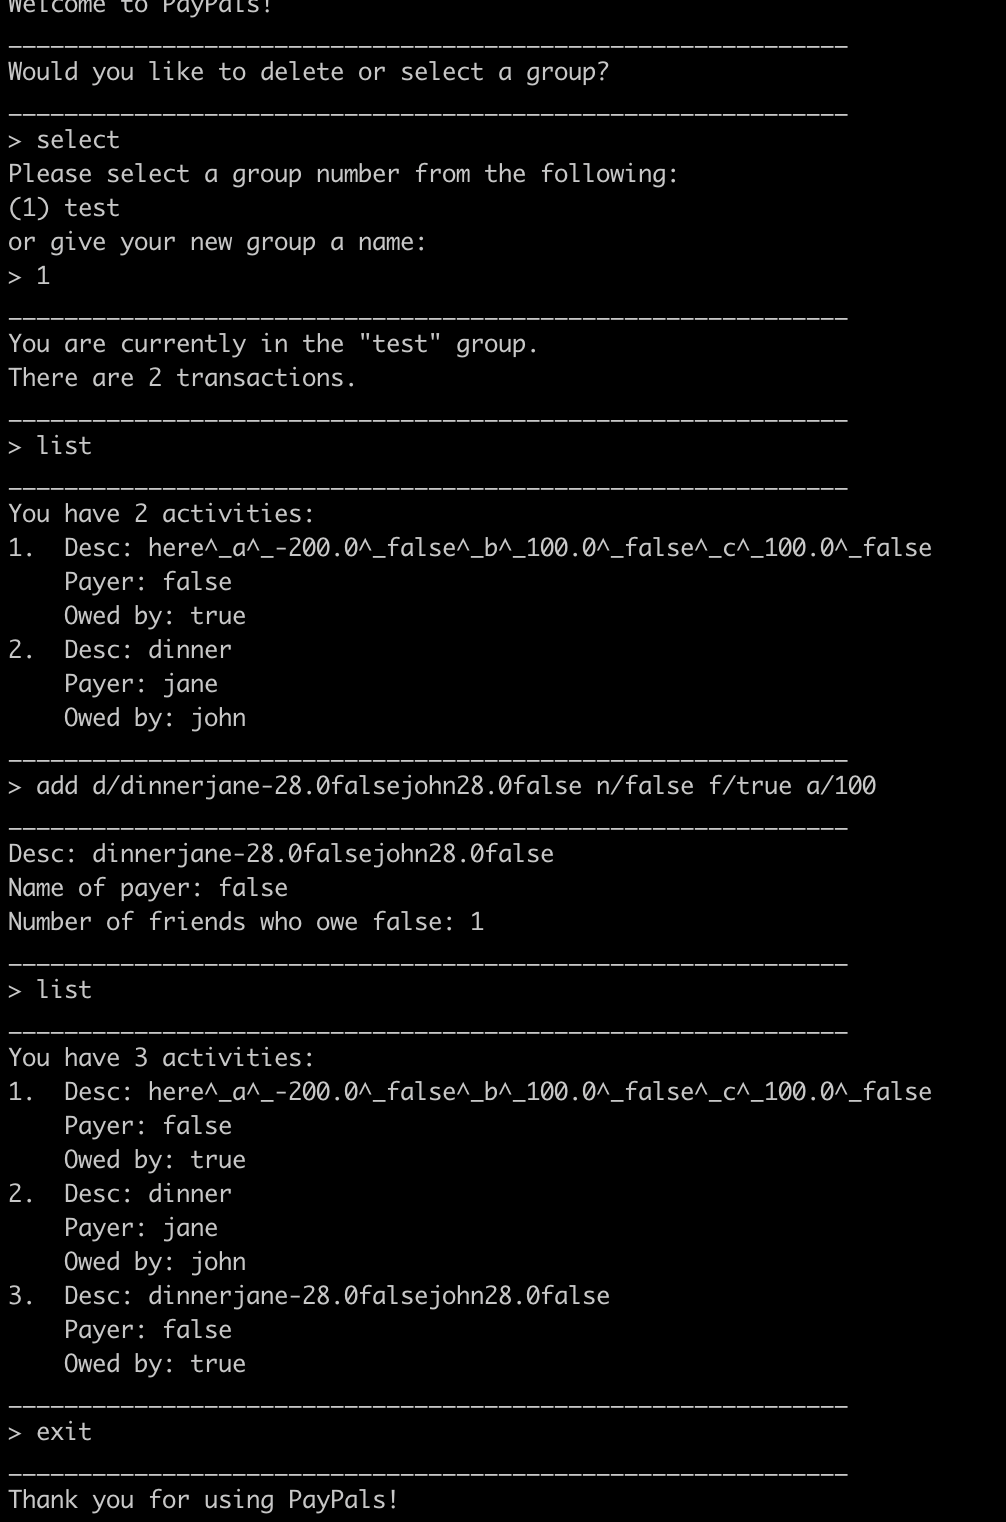 Welcome to PayPals!
____________________________________________________________
Would you like to delete or select a group?
____________________________________________________________
> select
Please select a group number from the following:
(1) test
or give your new group a name:
> 1
____________________________________________________________
You are currently in the "test" group.
There are 2 transactions.
____________________________________________________________
> list
____________________________________________________________
You have 2 activities:
1.  Desc: here^_a^_-200.0^_false^_b^_100.0^_false^_c^_100.0^_false
    Payer: false
    Owed by: true
2.  Desc: dinner
    Payer: jane
    Owed by: john
____________________________________________________________
> add d/dinnerjane-28.0falsejohn28.0false n/false f/true a/100
____________________________________________________________
Desc: dinnerjane-28.0falsejohn28.0false
Name of payer: false
Number of friends who owe false: 1
____________________________________________________________
> list
____________________________________________________________
You have 3 activities:
1.  Desc: here^_a^_-200.0^_false^_b^_100.0^_false^_c^_100.0^_false
    Payer: false
    Owed by: true
2.  Desc: dinner
    Payer: jane
    Owed by: john
3.  Desc: dinnerjane-28.0falsejohn28.0false
    Payer: false
    Owed by: true
____________________________________________________________
> exit
____________________________________________________________
Thank you for using PayPals!